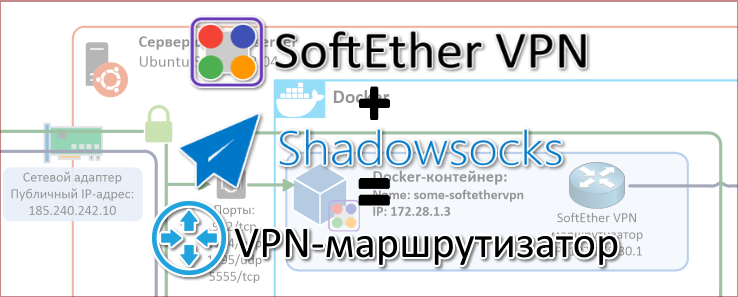 SoftEther VPN
+
Shadowsocks
=
VPN-маршрутизатор
Сервер
Ubuntu
Docker
Сетевой адаптер
Публичный IP-адрес:
185.240.242.10
Порты:
5555/tcp
Docker-контейнер:
Name: some-softethervpn
IP: 172.28.1.3
SoftEther VPN